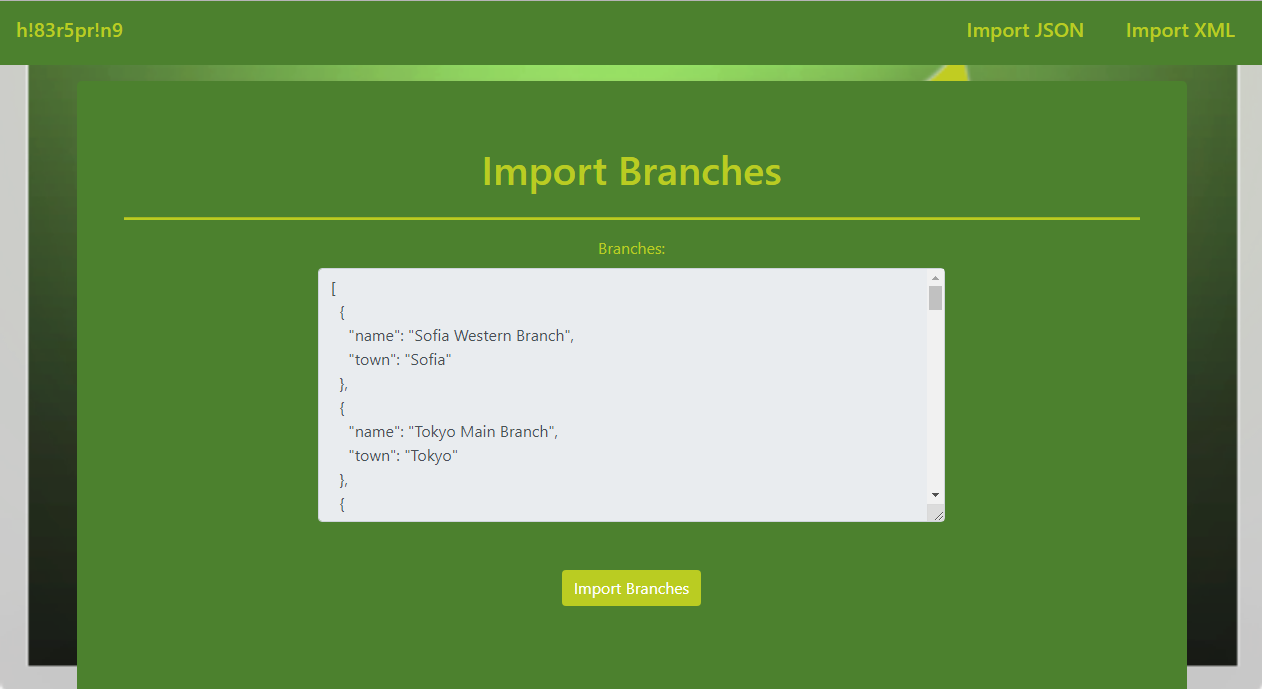 h!83r5pr!n9
Import JSON
Import XML
Import Branches
Branches:
[
{
"name": "Sofia Western Branch",
"town": "Sofia"
},
{
"name": "Tokyo Main Branch",
"town": "Tokyo"
},
{
Import Branches